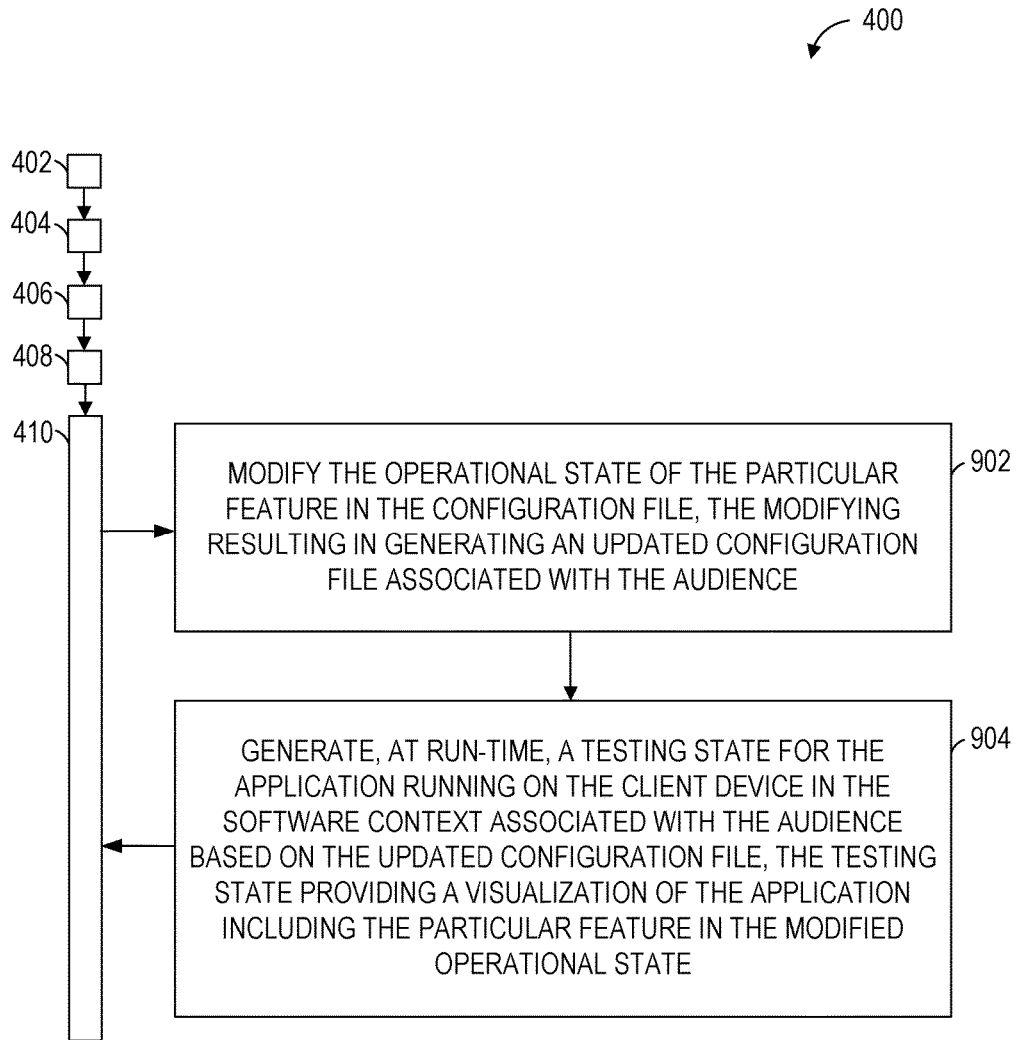 400
402
404
406
408
410
MODIFY THE OPERATIONAL STATE OF THE PARTICULAR
FEATURE IN THE CONFIGURATION FILE, THE MODIFYING
RESULTING IN GENERATING AN UPDATED CONFIGURATION
FILE ASSOCIATED WITH THE AUDIENCE
902
GENERATE, AT RUN-TIME, A TESTING STATE FOR THE
APPLICATION RUNNING ON THE CLIENT DEVICE IN THE
SOFTWARE CONTEXT ASSOCIATED WITH THE AUDIENCE
BASED ON THE UPDATED CONFIGURATION FILE, THE TESTING
STATE PROVIDING A VISUALIZATION OF THE APPLICATION
INCLUDING THE PARTICULAR FEATURE IN THE MODIFIED
OPERATIONAL STATE
904